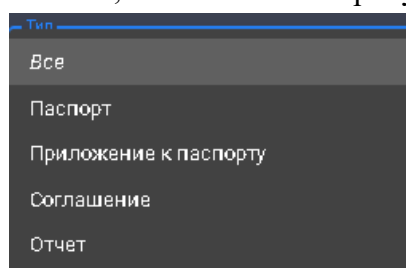 Тип
Все
Паспорт
Приложение к паспорту
Соглашение
Отчет